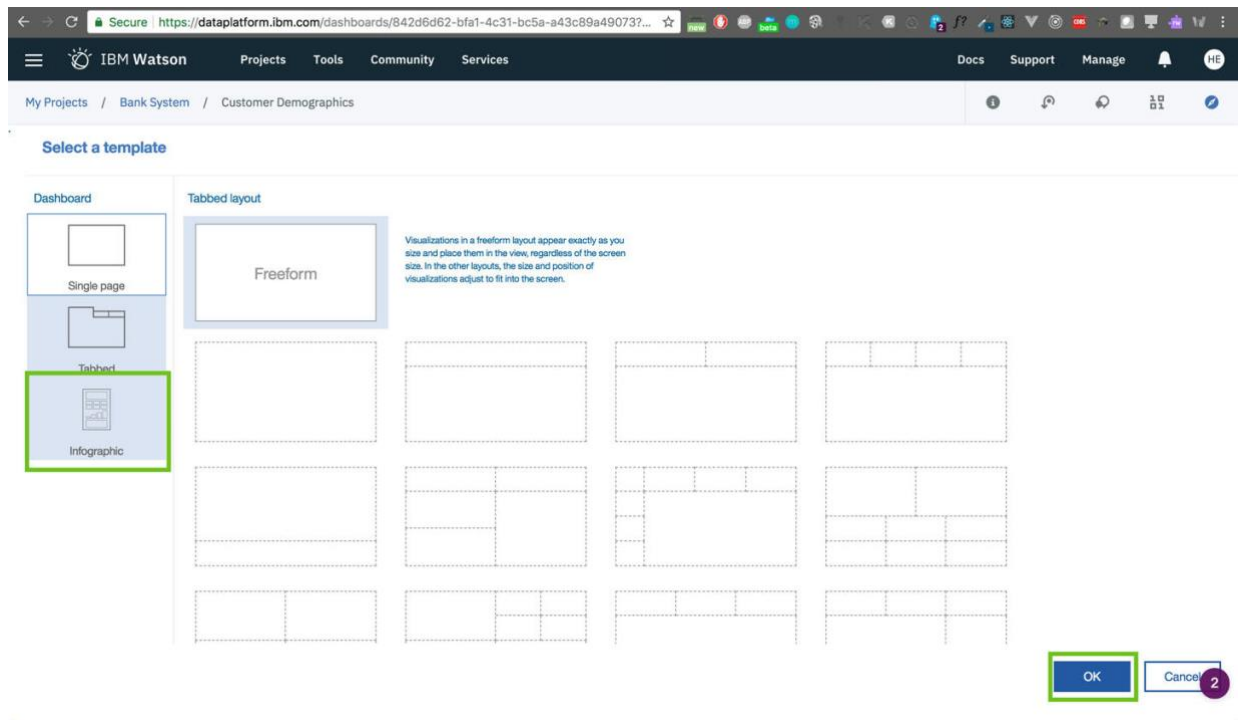 Secure https://dataplatform.ibm.com/dashboards/842d6d62-bfa1-4c31-bc5a-a43c89a49073?...
new
beta
2
f?
CBS
IBM Watson Projects Tools Community Services Docs Support Manage HE
My Projects / Bank System / Customer Demographics
Select a template
Dashboard
Tabbed layout
Single page
Tabbed
Infographic
Freeform
Visualizations in a freeform layout appear exactly as you
size and place them in the view, regardless of the screen
size. In the other layouts, the size and position of
visualizations adjust to fit into the screen.
OK
Cancel
2